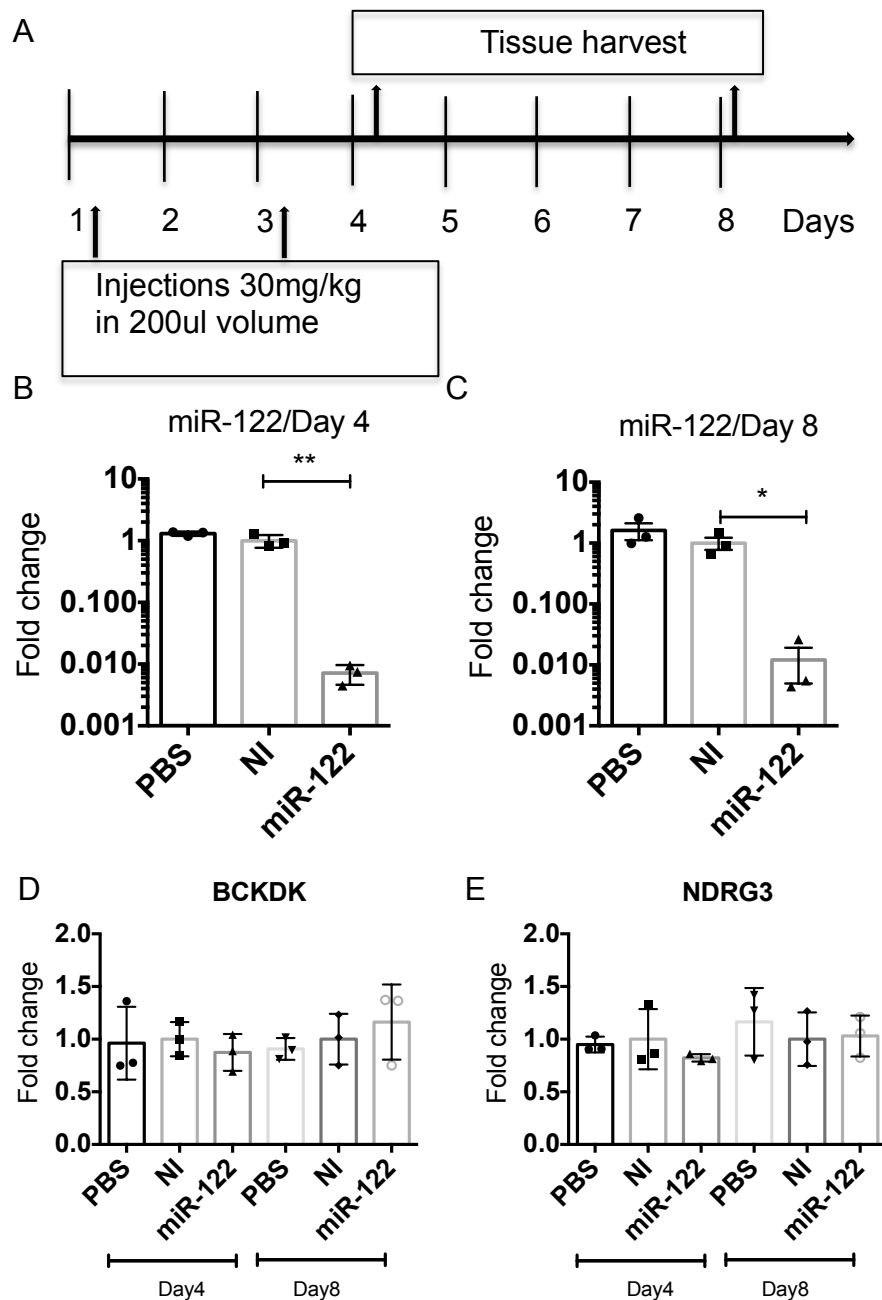 A
Tissue harvest
1 2 3 4 5 6 7 8 Days
Injections 30mg/kg
in 200ul volume
B
miR-122/Day 4
**
Fold change
10
1
0.100
0.010
0.001
PBS NI miR-122
C
miR-122/Day 8
*
Fold change
10
1
0.100
0.010
0.001
PBS NI miR-122
D
BCKDK
Fold change
2.0
1.5
1.0
0.5
0.0
PBS NI miR-122 PBS NI miR-122
Day4 Day8
E
NDRG3
Fold change
2.0
1.5
1.0
0.5
0.0
PBS NI miR-122 PBS NI miR-122
Day4 Day8